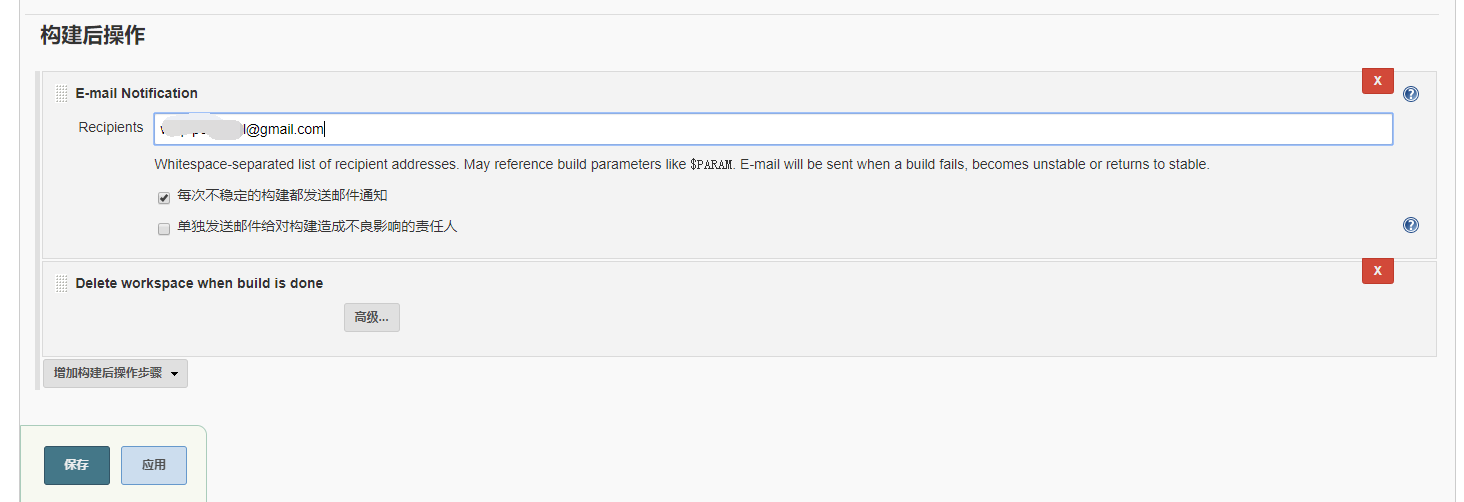 构建后操作
X
E-mail Notification
Recipients
l@gmail.com
Whitespace-separated list of recipient addresses. May reference build parameters like $PARAM. E-mail will be sent when a build fails, becomes unstable or returns to stable.
每次不稳定的构建都发送邮件通知
单独发送邮件给对构建造成不良影响的责任人
X
Delete workspace when build is done
高级...
增加构建后操作步骤
保存
应用